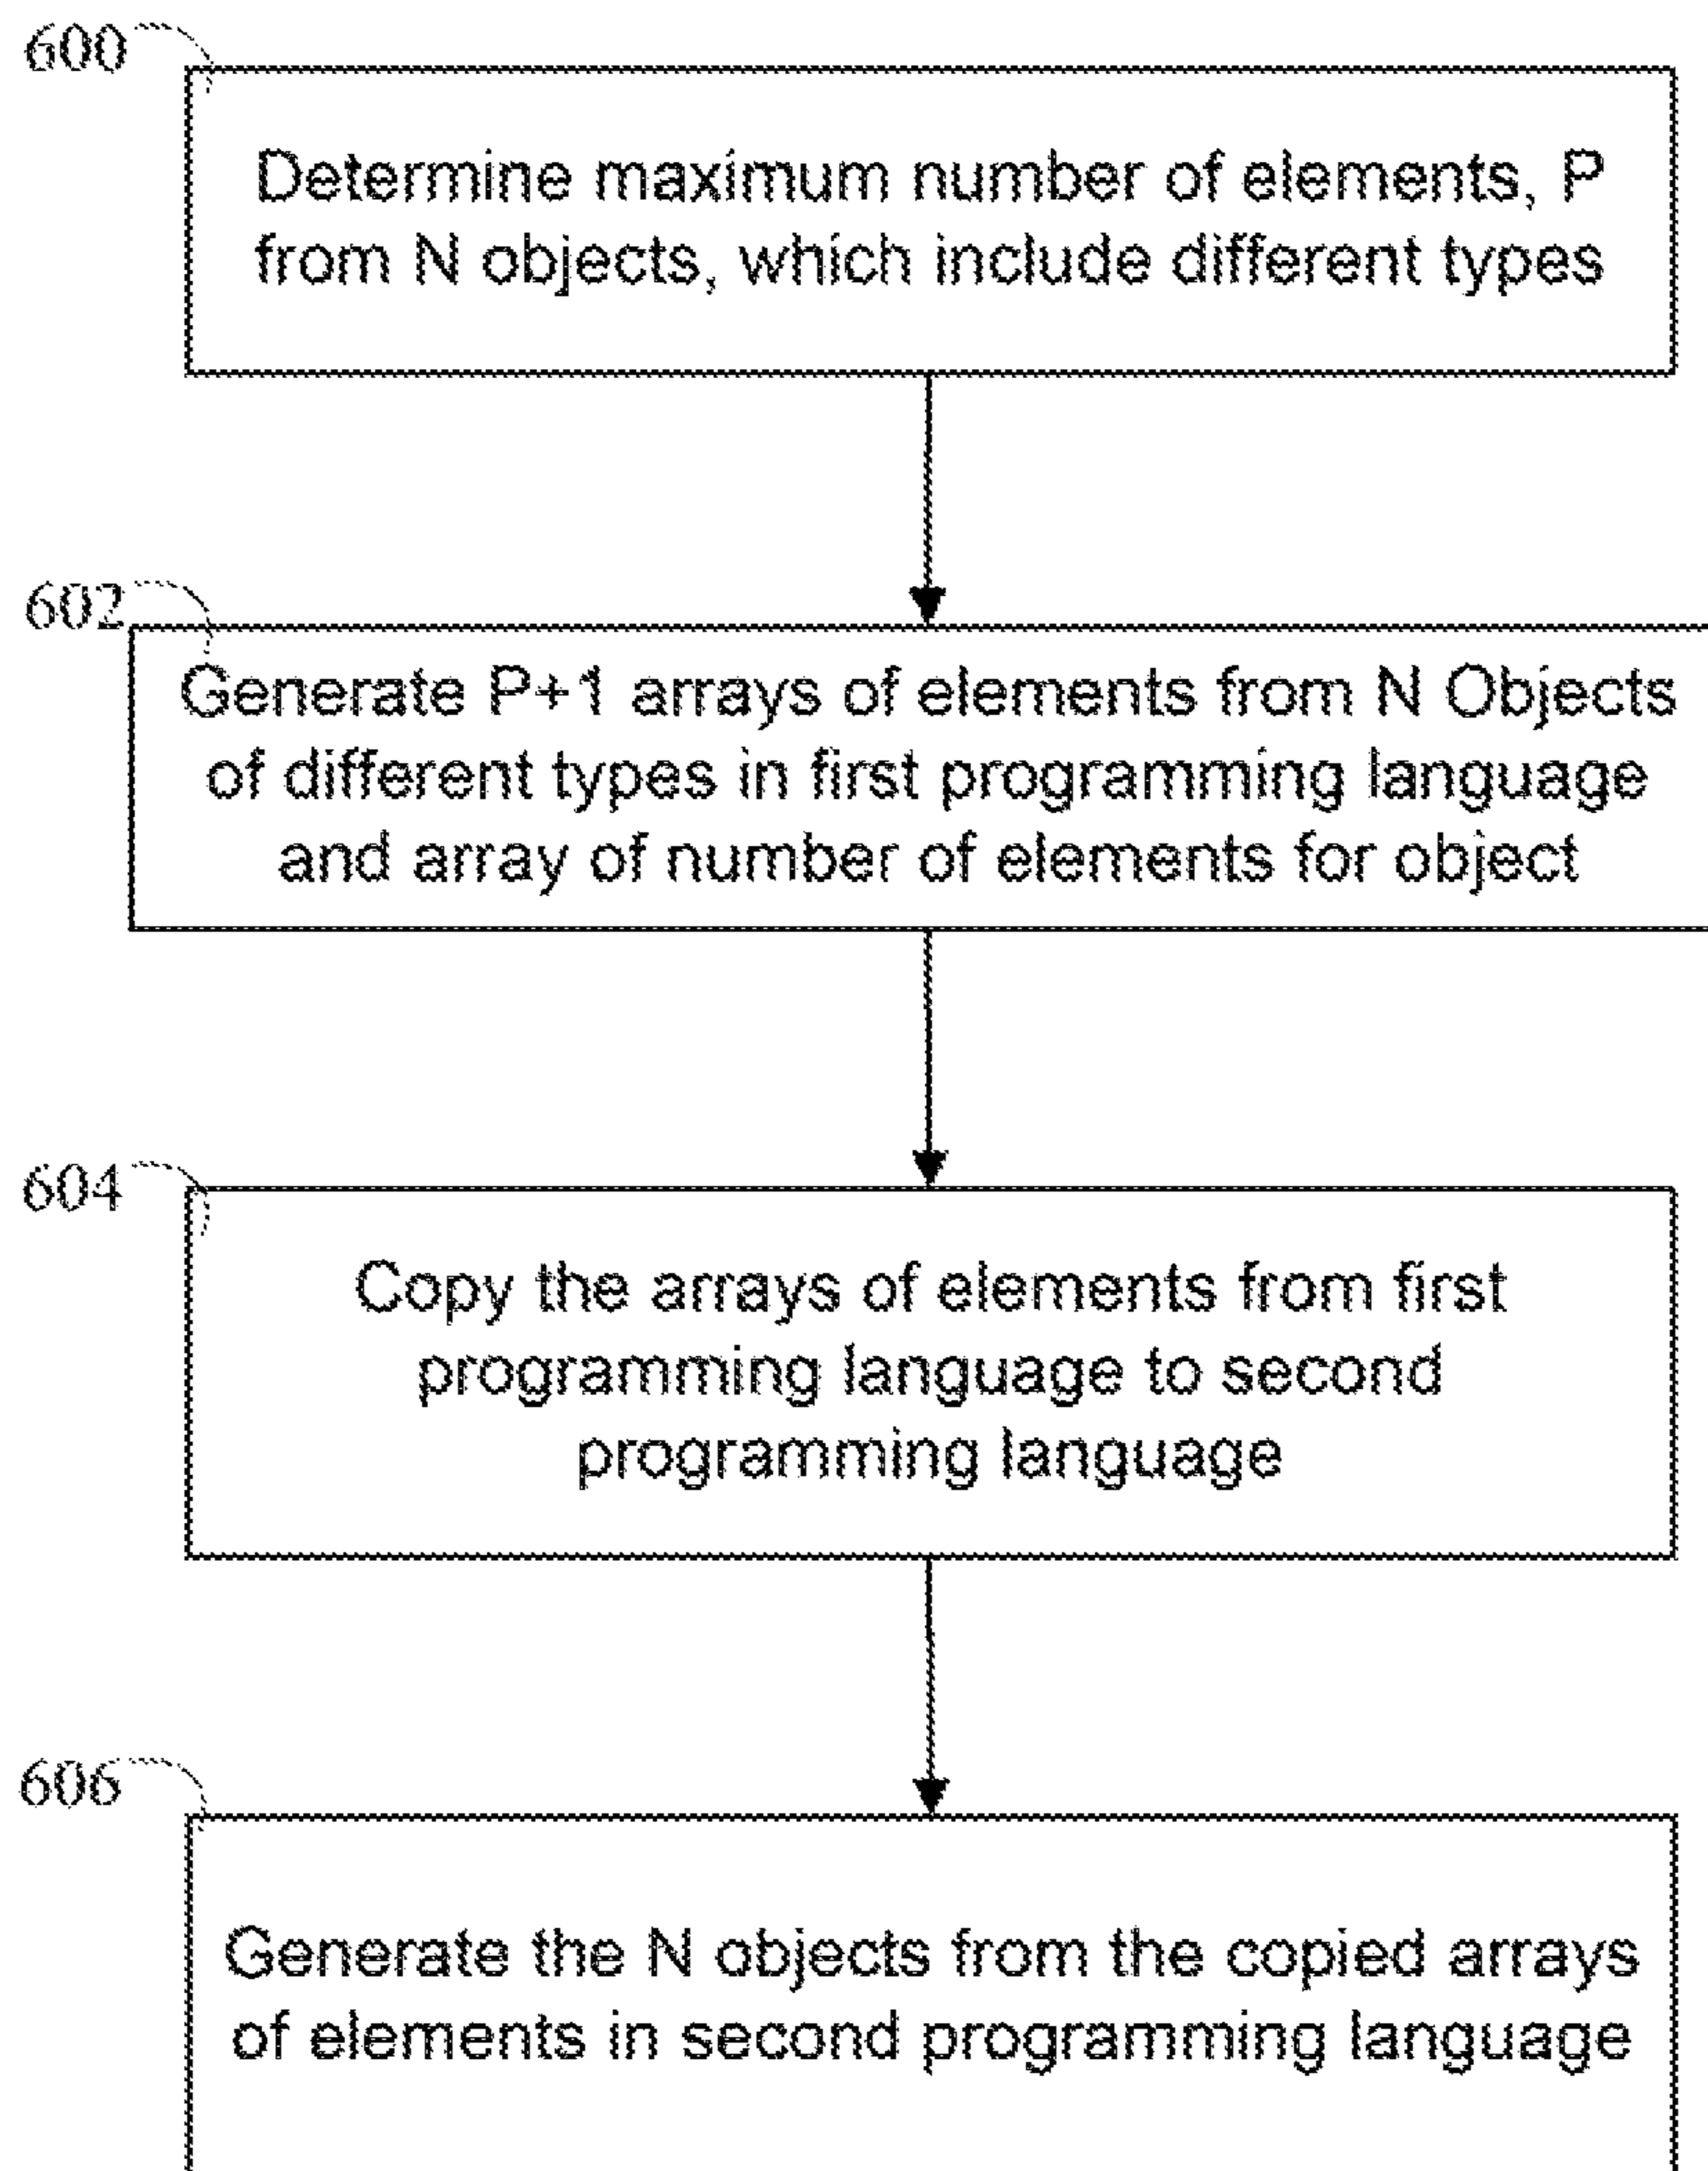 600
Determine maximum number of elements, P
from N objects, which include different types
602
Generate P+1 arrays of elements from N Objects
of different types in first programming language
and array of number of elements for object
604
Copy the arrays of elements from first
programming language to second
programming language
606
Generate the N objects from the copied arrays
of elements in second programming language